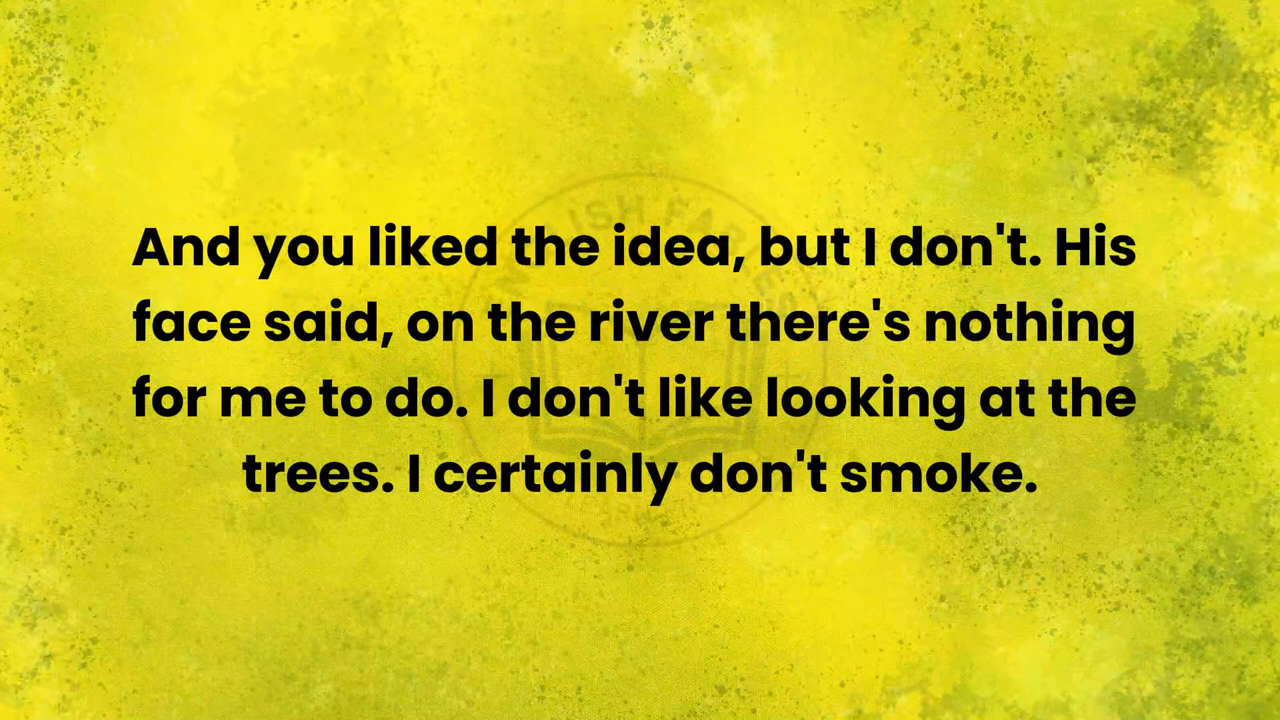 And you liked the idea, but I don't. His
face said, on the river there's nothing
for me to do. I don't like looking at the
trees. I certainly don't smoke.